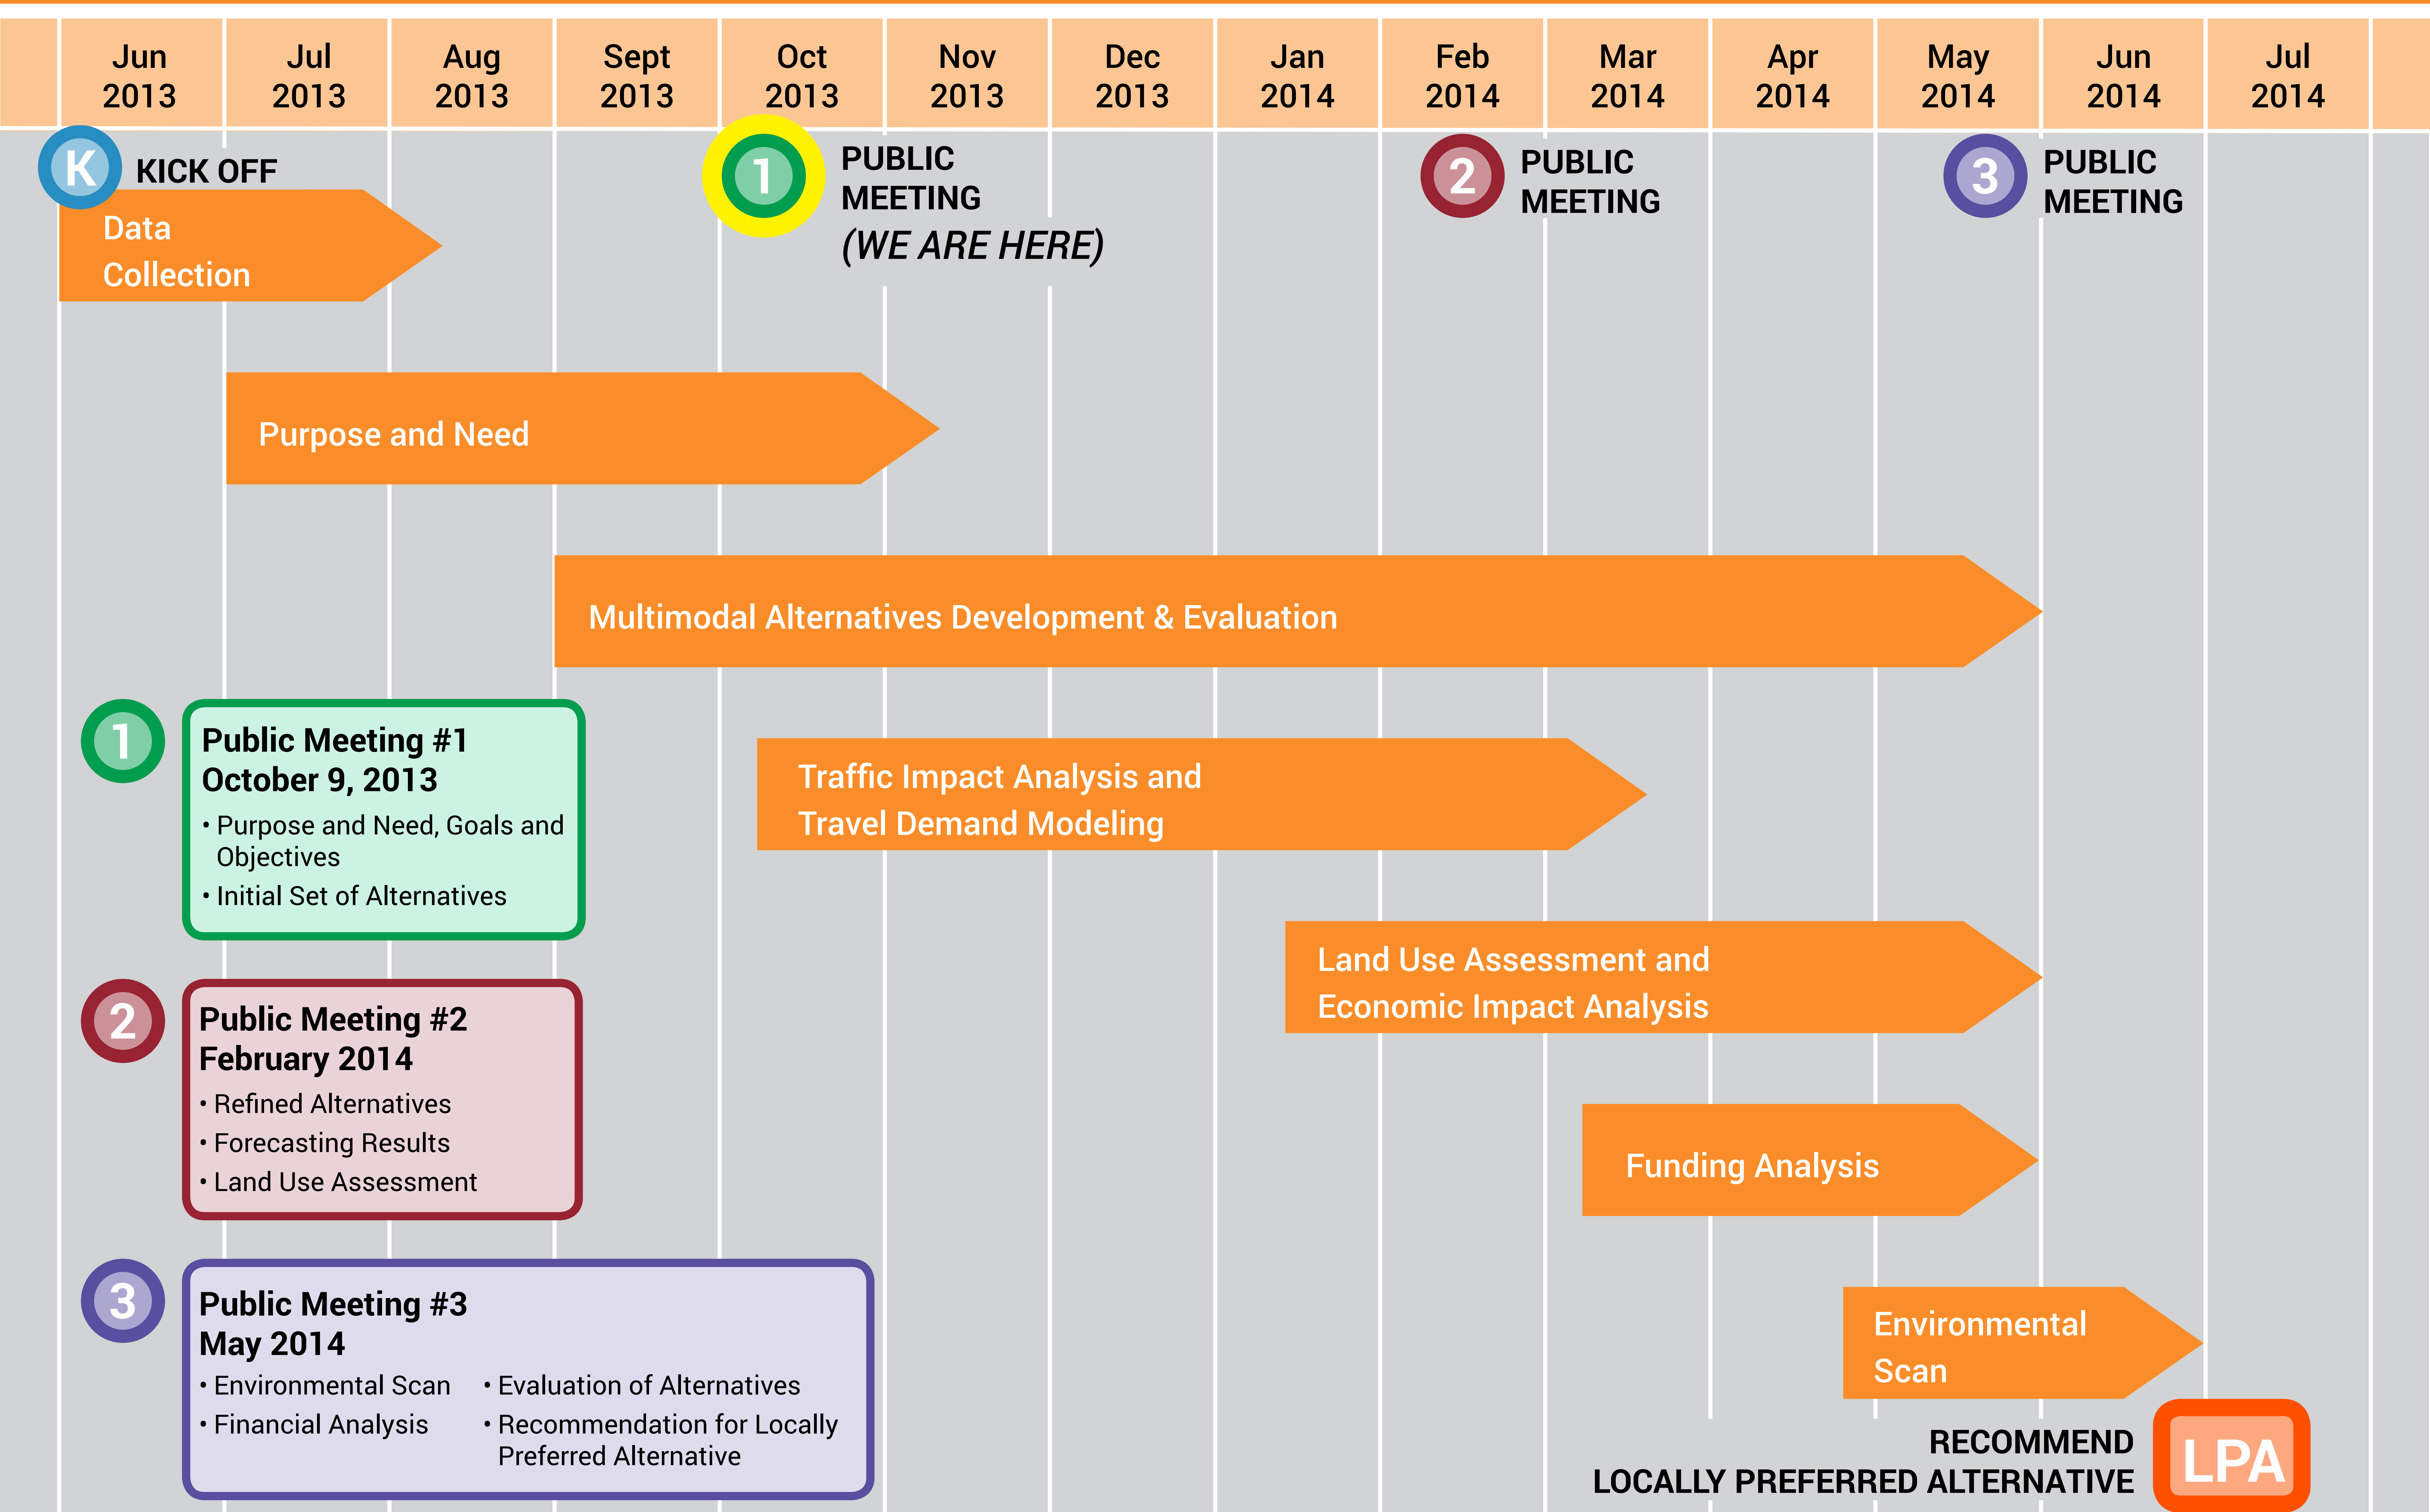 Jun Jul Aug Sept Oct Nov Dec Jan Feb Mar Apr May Jun Jul
2013 2013 2013 2013 2013 2013 2013 2014 2014 2014 2014 2014 2014 2014
K
KICK OFF
1
PUBLIC
MEETING
(WE ARE HERE)
2
PUBLIC
MEETING
3
PUBLIC
MEETING
Data
Collection
Purpose and Need
Multimodal Alternatives Development & Evaluation
1
Public Meeting #1
October 9, 2013
• Purpose and Need, Goals and
Objectives
• Initial Set of Alternatives
Traffic Impact Analysis and
Travel Demand Modeling
Land Use Assessment and
Economic Impact Analysis
2
Public Meeting #2
February 2014
• Refined Alternatives
• Forecasting Results
• Land Use Assessment
Funding Analysis
3
Public Meeting #3
May 2014
• Environmental Scan
• Financial Analysis
• Evaluation of Alternatives
• Recommendation for Locally
Preferred Alternative
Environmental
Scan
RECOMMEND
LOCALLY PREFERRED ALTERNATIVE
LPA